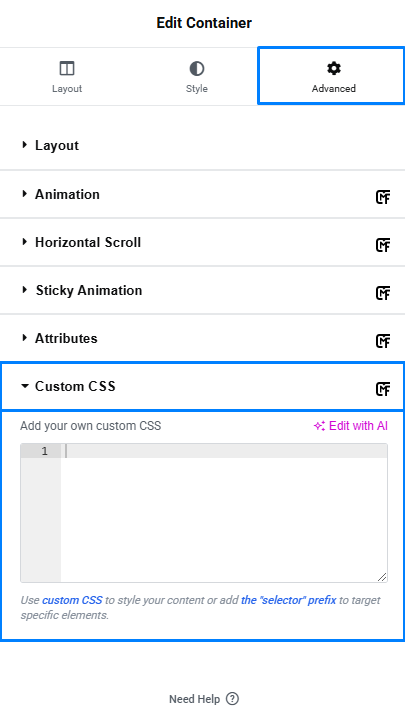 Edit Container
Layout
Style
Advanced
Layout
Animation
Horizontal Scroll
Sticky Animation
Attributes
Custom CSS
Add your own custom CSS
Edit with AI
1
Use custom CSS to style your content or add the "selector" prefix to target
specific elements.
Need Help